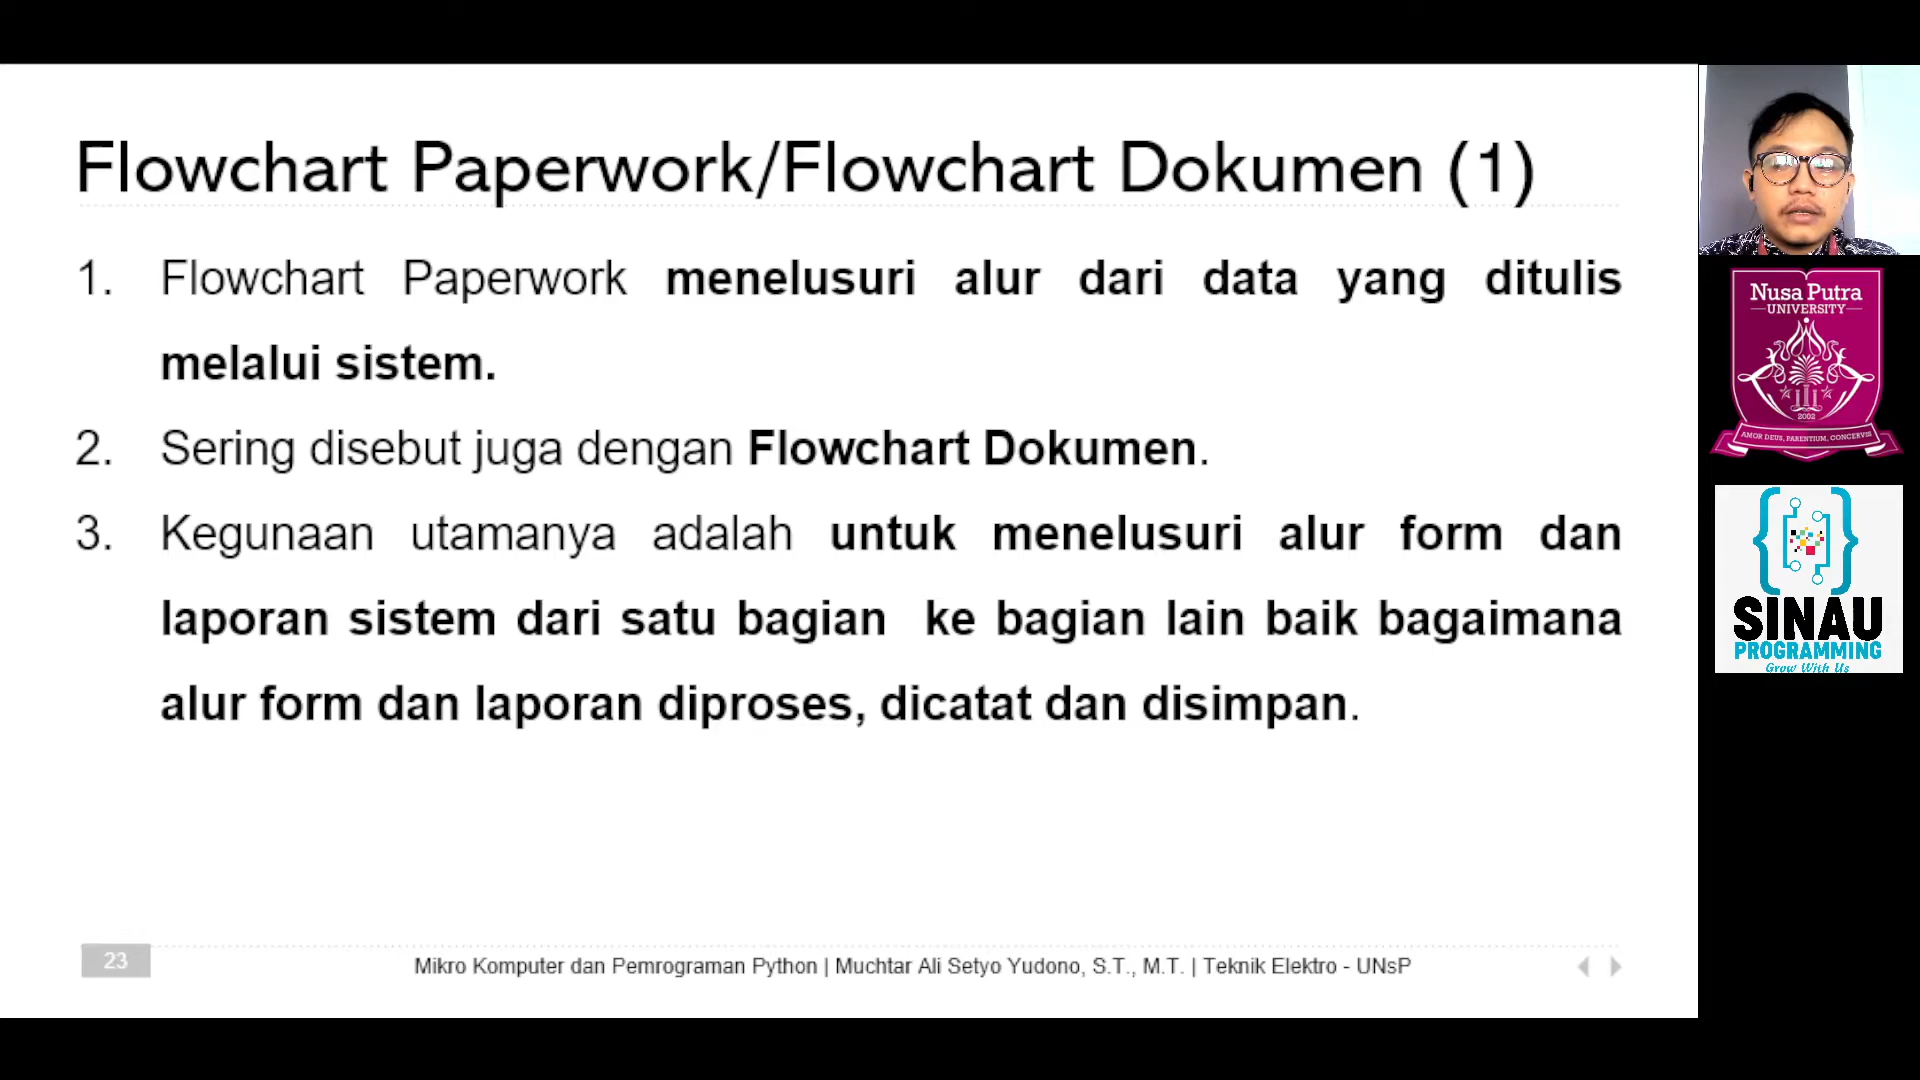 Flowchart Paperwork/Flowchart Dokumen (1)
1. Flowchart Paperwork menelusuri alur dari data yang ditulis
melalui sistem.
2. Sering disebut juga dengan Flowchart Dokumen.
3. Kegunaan utamanya adalah untuk menelusuri alur form dan
laporan sistem dari satu bagian ke bagian lain baik bagaimana
alur form dan laporan diproses, dicatat dan disimpan.
23
Mikro Komputer dan Pemrograman Python | Muchtar Ali Setyo Yudono, S.T., M.T. | Teknik Elektro - UNsP
Nusa Putra
UNIVERSITY
2002
AMOR DEUS, PARENTIUM, CONCERVIS
SINAU
PROGRAMMING
Grow With Us